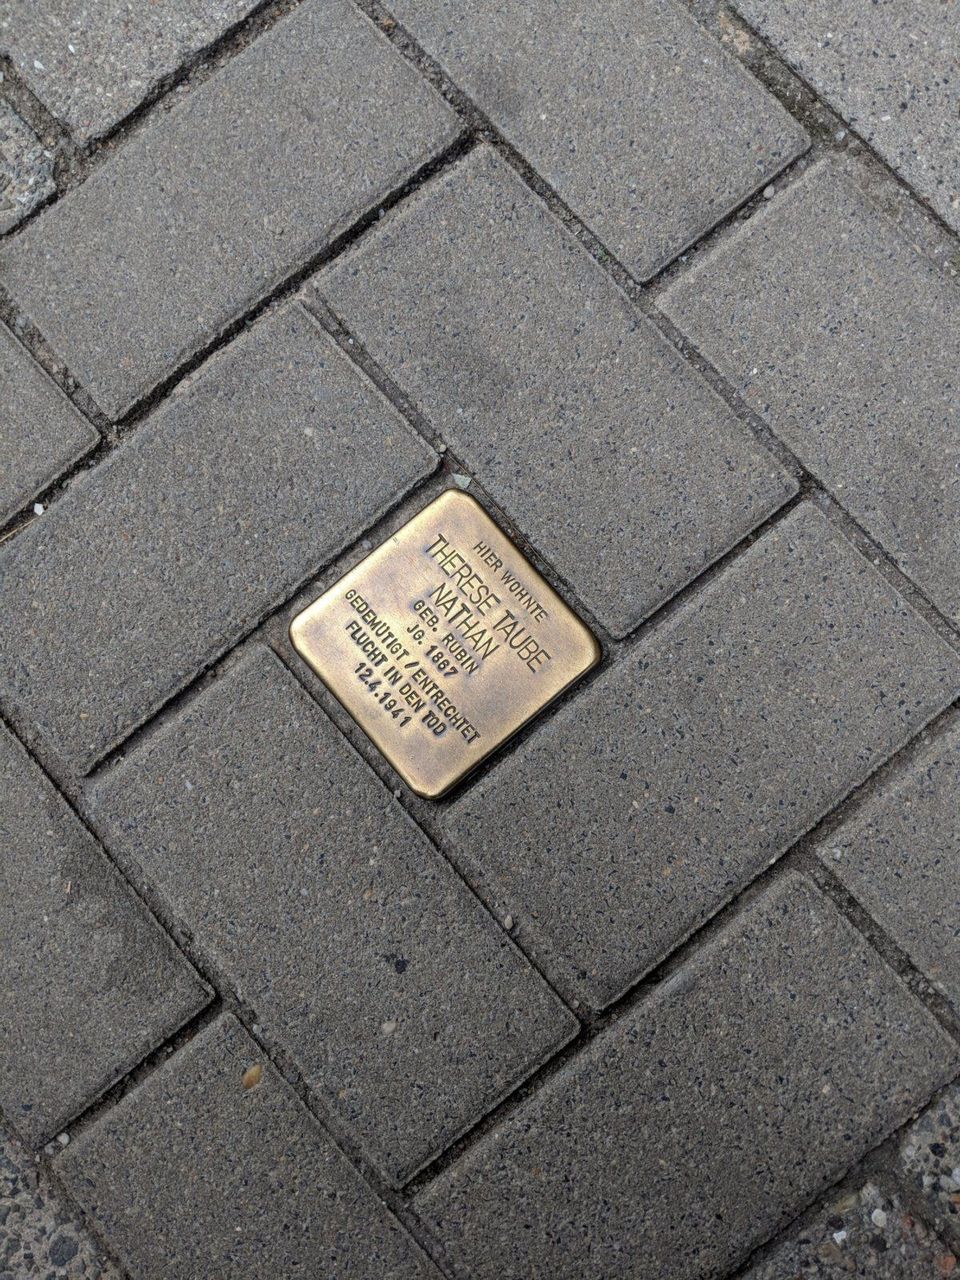 HIER WOHNTE
THERESE TAUBE
NATHAN
GEB. RUBIN
JG. 1867
GEDEMÜTIGT / ENTRECHTET
FLUCHT IN DEN TOD
12.4.1941